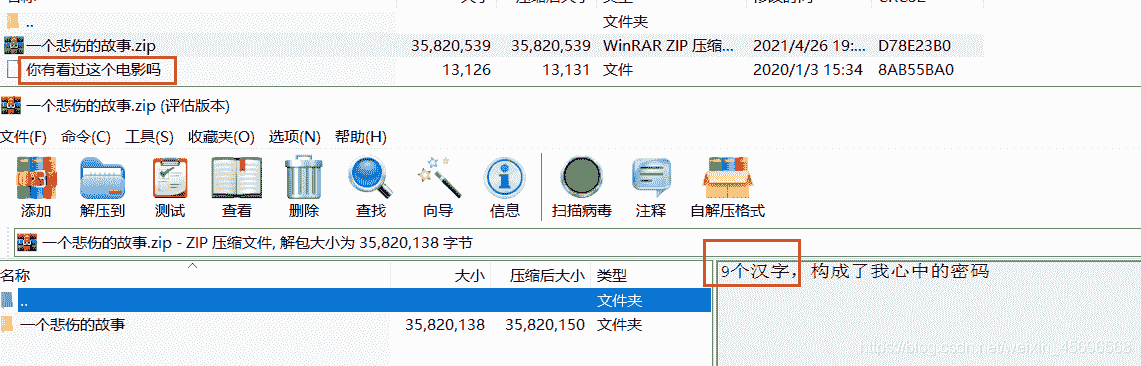 名称 大小 压缩后大小 类型 修改时间 CRC32
.. 文件夹
一个悲伤的故事.zip 35,820,539 35,820,539 WinRAR ZIP 压缩... 2021/4/26 19:... D78E23B0
你有看过这个电影吗 13,126 13,131 文件 2020/1/3 15:34 8AB55BA0
一个悲伤的故事.zip (评估版本)
文件(F) 命令(C) 工具(S) 收藏夹(O) 选项(N) 帮助(H)
添加 解压到 测试 查看 删除 查找 向导 信息 扫描病毒 注释 自解压格式
一个悲伤的故事.zip - ZIP 压缩文件, 解包大小为 35,820,138 字节
名称 大小 压缩后大小 类型
.. 文件夹
一个悲伤的故事 35,820,138 35,820,150 文件夹
9个汉字，构成了我心中的密码